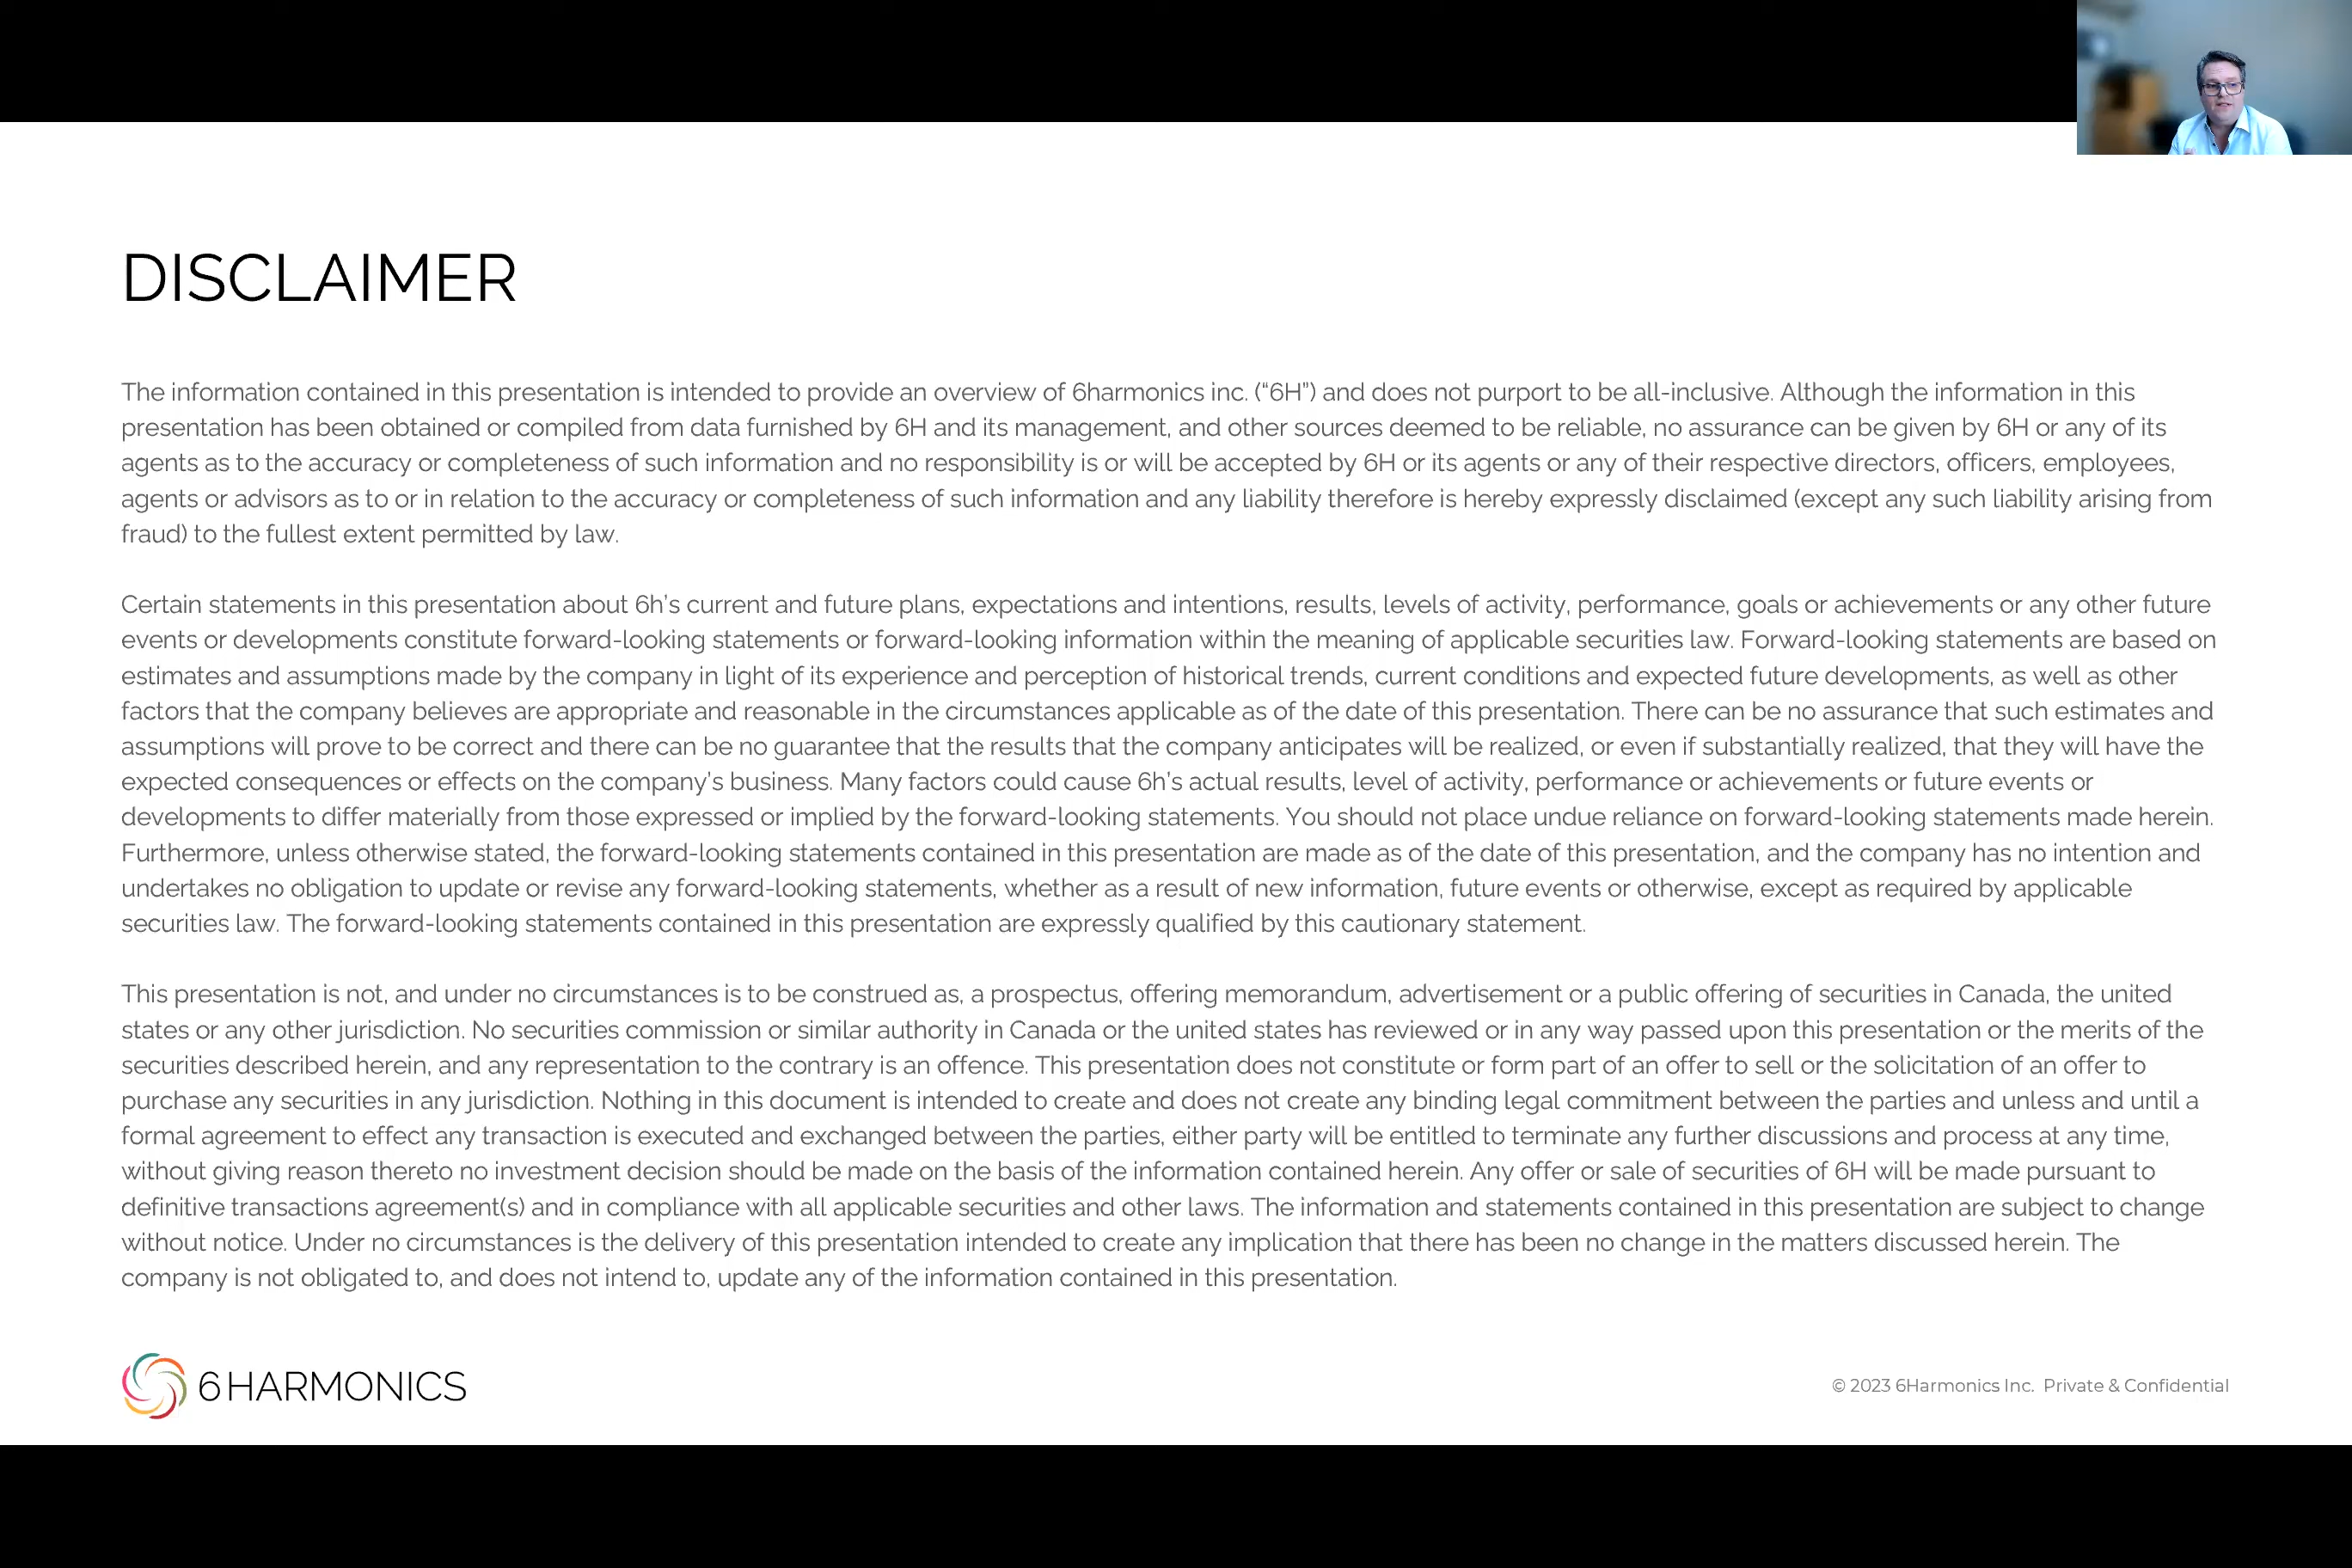 DISCLAIMER
The information contained in this presentation is intended to provide an overview of 6harmonics inc. (“6H”) and does not purport to be all-inclusive. Although the information in this
presentation has been obtained or compiled from data furnished by 6H and its management, and other sources deemed to be reliable, no assurance can be given by 6H or any of its
agents as to the accuracy or completeness of such information and no responsibility is or will be accepted by 6H or its agents or any of their respective directors, officers, employees,
agents or advisors as to or in relation to the accuracy or completeness of such information and any liability therefore is hereby expressly disclaimed (except any such liability arising from
fraud) to the fullest extent permitted by law.
Certain statements in this presentation about 6h’s current and future plans, expectations and intentions, results, levels of activity, performance, goals or achievements or any other future
events or developments constitute forward-looking statements or forward-looking information within the meaning of applicable securities law. Forward-looking statements are based on
estimates and assumptions made by the company in light of its experience and perception of historical trends, current conditions and expected future developments, as well as other
factors that the company believes are appropriate and reasonable in the circumstances applicable as of the date of this presentation. There can be no assurance that such estimates and
assumptions will prove to be correct and there can be no guarantee that the results that the company anticipates will be realized, or even if substantially realized, that they will have the
expected consequences or effects on the company’s business. Many factors could cause 6h’s actual results, level of activity, performance or achievements or future events or
developments to differ materially from those expressed or implied by the forward-looking statements. You should not place undue reliance on forward-looking statements made herein.
Furthermore, unless otherwise stated, the forward-looking statements contained in this presentation are made as of the date of this presentation, and the company has no intention and
undertakes no obligation to update or revise any forward-looking statements, whether as a result of new information, future events or otherwise, except as required by applicable
securities law. The forward-looking statements contained in this presentation are expressly qualified by this cautionary statement.
This presentation is not, and under no circumstances is to be construed as, a prospectus, offering memorandum, advertisement or a public offering of securities in Canada, the united
states or any other jurisdiction. No securities commission or similar authority in Canada or the united states has reviewed or in any way passed upon this presentation or the merits of the
securities described herein, and any representation to the contrary is an offence. This presentation does not constitute or form part of an offer to sell or the solicitation of an offer to
purchase any securities in any jurisdiction. Nothing in this document is intended to create and does not create any binding legal commitment between the parties and unless and until a
formal agreement to effect any transaction is executed and exchanged between the parties, either party will be entitled to terminate any further discussions and process at any time,
without giving reason thereto no investment decision should be made on the basis of the information contained herein. Any offer or sale of securities of 6H will be made pursuant to
definitive transactions agreement(s) and in compliance with all applicable securities and other laws. The information and statements contained in this presentation are subject to change
without notice. Under no circumstances is the delivery of this presentation intended to create any implication that there has been no change in the matters discussed herein. The
company is not obligated to, and does not intend to, update any of the information contained in this presentation.
6HARMONICS
© 2023 6Harmonics Inc. Private & Confidential